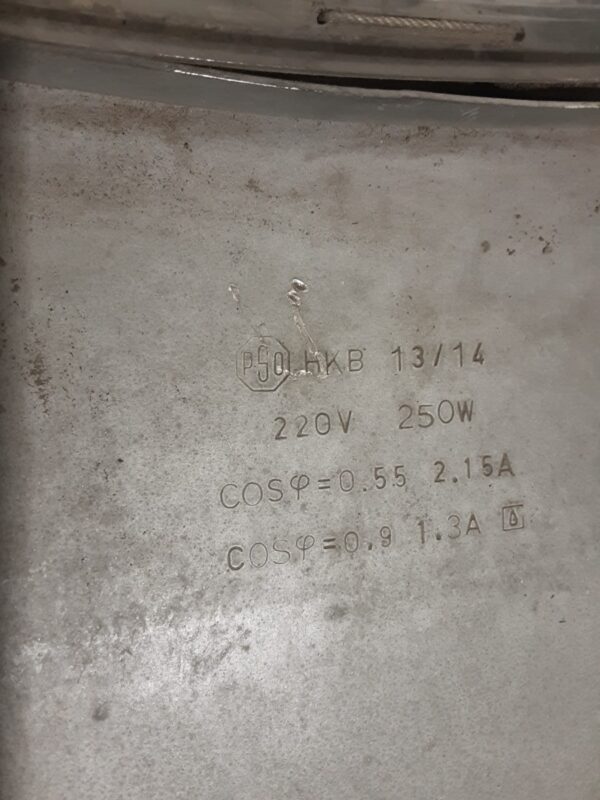 PSO HKB 13/14
220V 250W
COSφ=0.55 2.15A
COSφ=0.9 1.3A